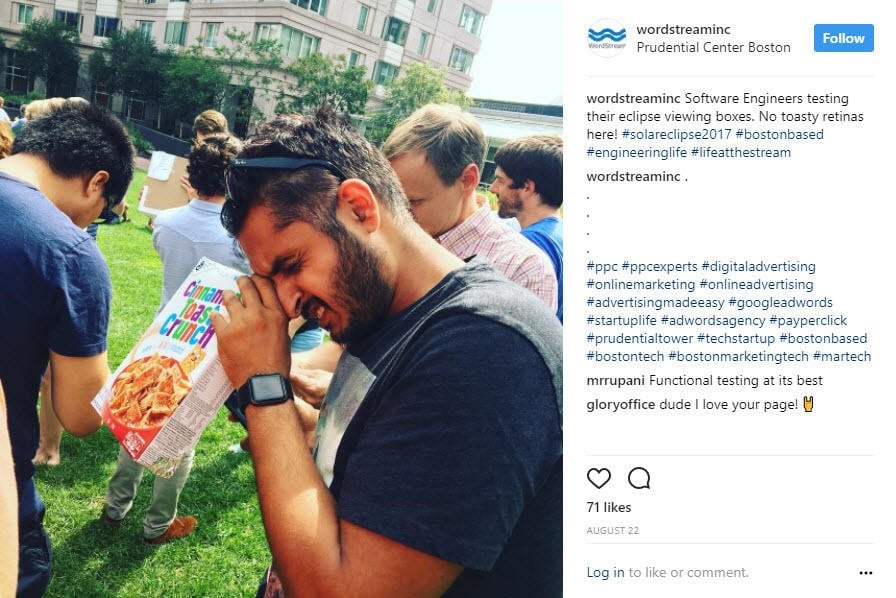 wordstreaminc
Prudential Center Boston
Follow
WordStream
wordstreaminc Software Engineers testing
their eclipse viewing boxes. No toasty retinas
here! #solareclipse2017 #bostonbased
#engineeringlife #lifeatthestream
wordstreaminc .
.
.
.
.
#ppc #ppcexperts #digitaladvertising
#onlinemarketing #onlineadvertising
#advertisingmadeeasy #googleadwords
#startuplife #adwordsagency #payperclick
#prudentialtower #techstartup #bostonbased
#bostontech #bostonmarketingtech #martech
mrrupani Functional testing at its best
gloryoffice dude I love your page! 🤘
71 likes
AUGUST 22
Log in to like or comment.
Toast
Crunch